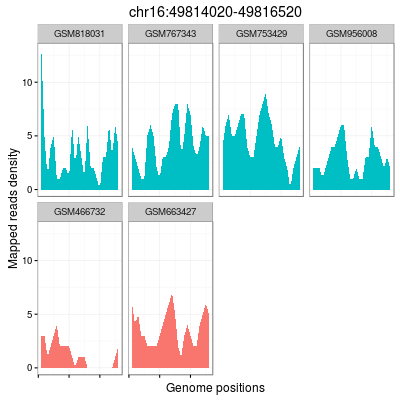 chr16:49814020-49816520
GSM818031 GSM767343 GSM753429 GSM956008
10
5
0
GSM466732 GSM663427
10
5
0
Mapped reads density
Genome positions